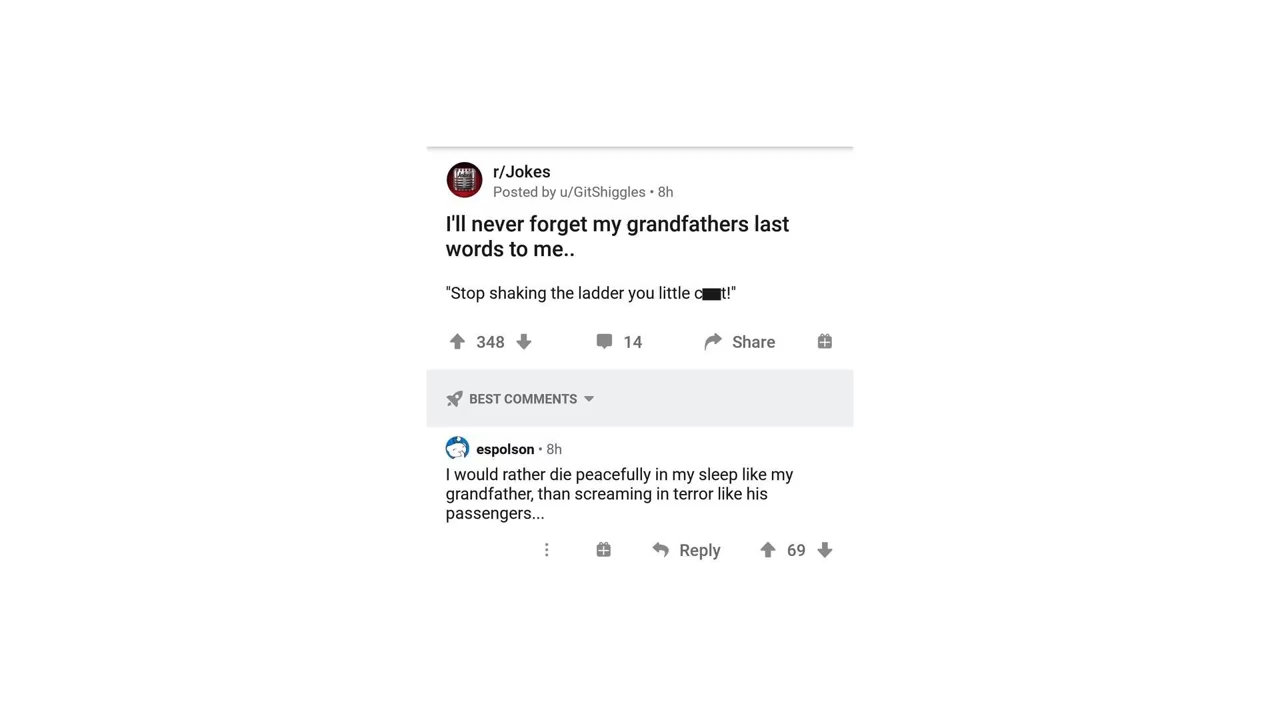 r/Jokes
Posted by u/GitShiggles • 8h
I'll never forget my grandfathers last
words to me..
"Stop shaking the ladder you little c██t!"
348
14
Share
BEST COMMENTS
espolson • 8h
I would rather die peacefully in my sleep like my
grandfather, than screaming in terror like his
passengers...
Reply
69